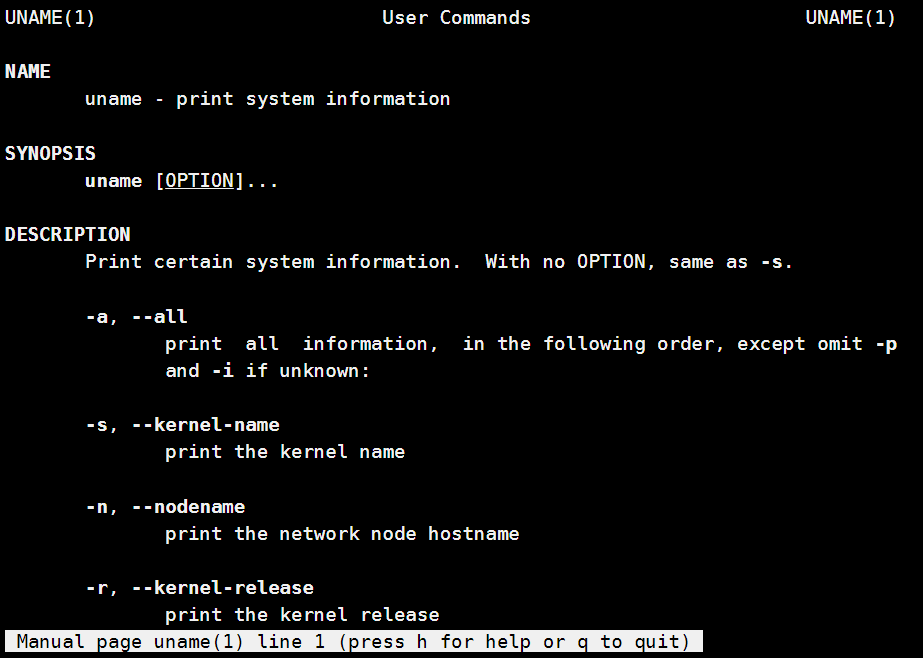 UNAME(1) User Commands UNAME(1)
NAME
uname - print system information
SYNOPSIS
uname [OPTION]...
DESCRIPTION
Print certain system information. With no OPTION, same as -s.
-a, --all
print all information, in the following order, except omit -p
and -i if unknown:
-s, --kernel-name
print the kernel name
-n, --nodename
print the network node hostname
-r, --kernel-release
print the kernel release
Manual page uname(1) line 1 (press h for help or q to quit)